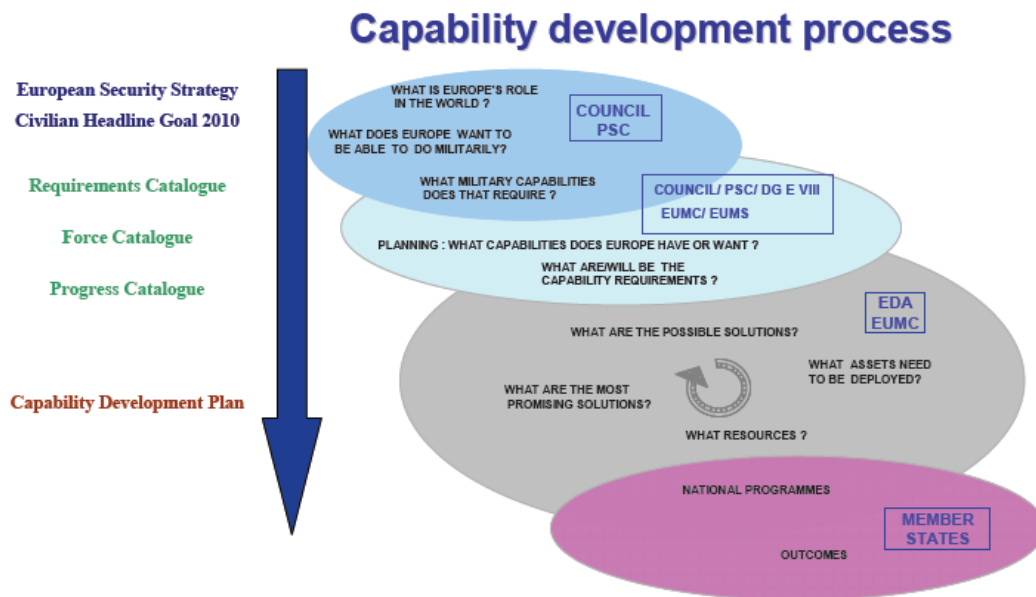 Capability development process
European Security Strategy
Civilian Headline Goal 2010
Requirements Catalogue
Force Catalogue
Progress Catalogue
Capability Development Plan
WHAT IS EUROPE'S ROLE
IN THE WORLD ?
COUNCIL
PSC
WHAT DOES EUROPE WANT TO
BE ABLE TO DO MILITARILY?
WHAT MILITARY CAPABILITIES
DOES THAT REQUIRE ?
COUNCIL/ PSC/ DG E VIII
EUMC/ EUMS
PLANNING : WHAT CAPABILITIES DOES EUROPE HAVE OR WANT ?
WHAT ARE/WILL BE THE
CAPABILITY REQUIREMENTS ?
EDA
EUMC
WHAT ARE THE POSSIBLE SOLUTIONS?
WHAT ASSETS NEED
TO BE DEPLOYED?
WHAT ARE THE MOST
PROMISING SOLUTIONS?
WHAT RESOURCES ?
NATIONAL PROGRAMMES
MEMBER
STATES
OUTCOMES